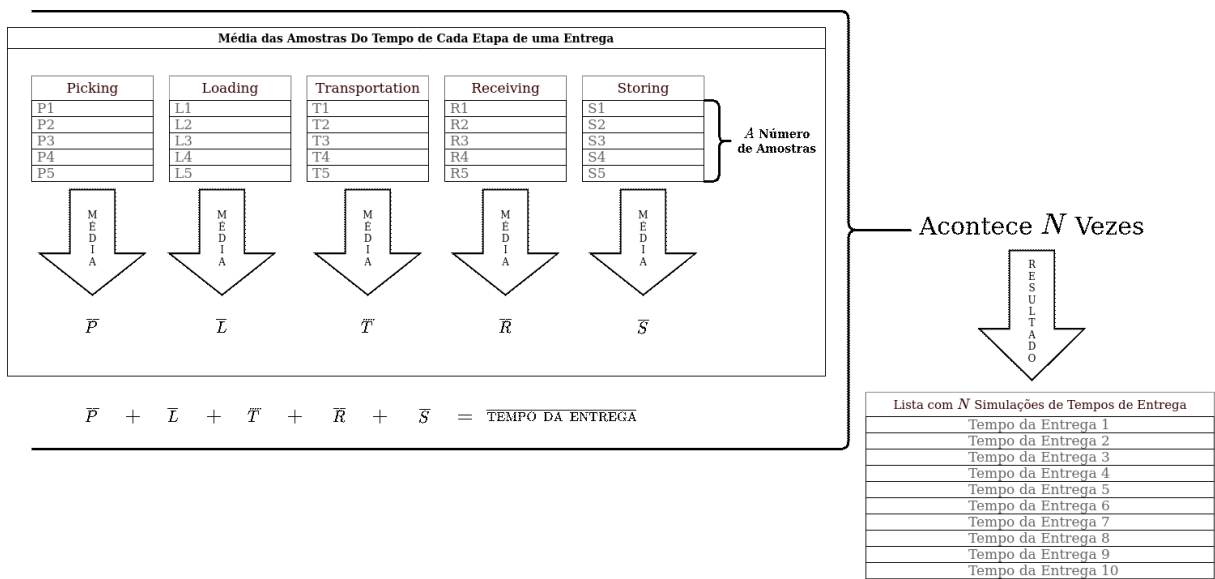 Média das Amostras Do Tempo de Cada Etapa de uma Entrega
Picking
P1
P2
P3
P4
P5
Loading
L1
L2
L3
L4
L5
Transportation
T1
T2
T3
T4
T5
Receiving
R1
R2
R3
R4
R5
Storing
S1
S2
S3
S4
S5
A Número
de Amostras
MÉDIA
MÉDIA
MÉDIA
MÉDIA
MÉDIA
P̅
L̅
T̅
R̅
S̅
P̅ + L̅ + T̅ + R̅ + S̅ = TEMPO DA ENTREGA
Acontece N Vezes
RESULTADO
Lista com N Simulações de Tempos de Entrega
Tempo da Entrega 1
Tempo da Entrega 2
Tempo da Entrega 3
Tempo da Entrega 4
Tempo da Entrega 5
Tempo da Entrega 6
Tempo da Entrega 7
Tempo da Entrega 8
Tempo da Entrega 9
Tempo da Entrega 10